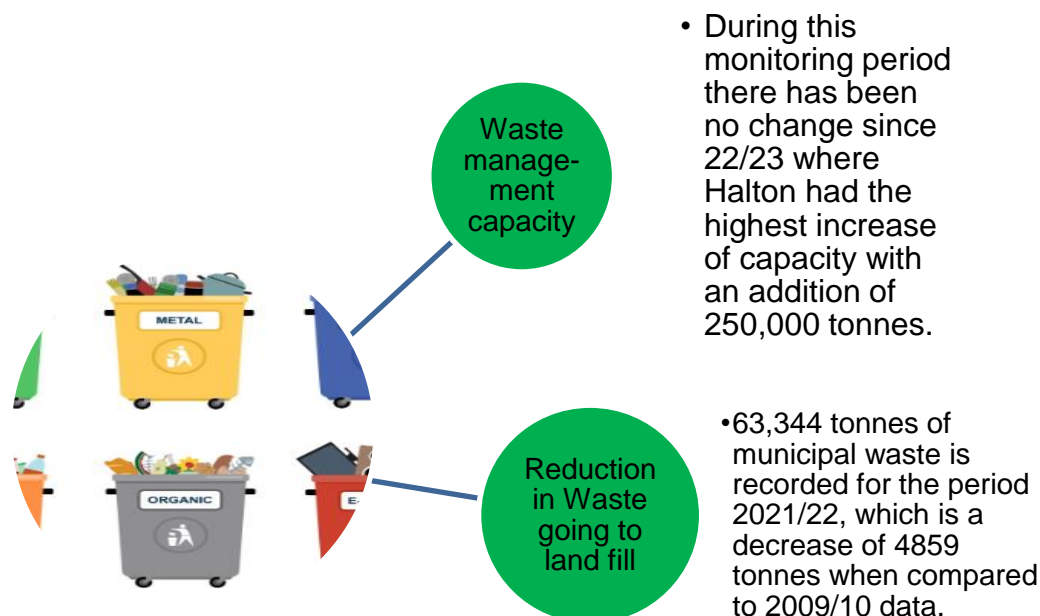 Waste
manage-
ment
capacity
• During this
monitoring period
there has been
no change since
22/23 where
Halton had the
highest increase
of capacity with
an addition of
250,000 tonnes.
METAL
ORGANIC
E-
Reduction
in Waste
going to
land fill
•63,344 tonnes of
municipal waste is
recorded for the period
2021/22, which is a
decrease of 4859
tonnes when compared
to 2009/10 data.